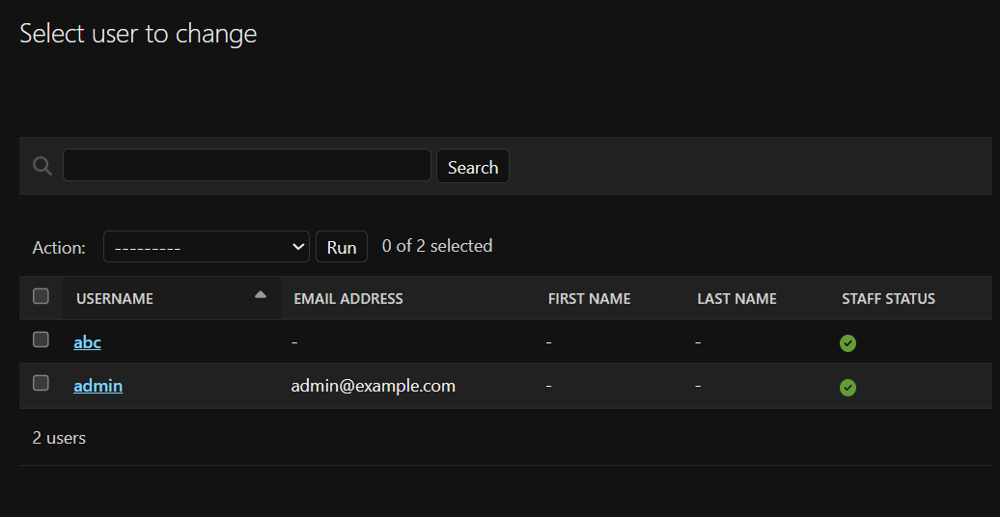 Select user to change
Search
Action: --------- Run 0 of 2 selected
USERNAME EMAIL ADDRESS FIRST NAME LAST NAME STAFF STATUS
abc - - -
admin admin@example.com - -
2 users